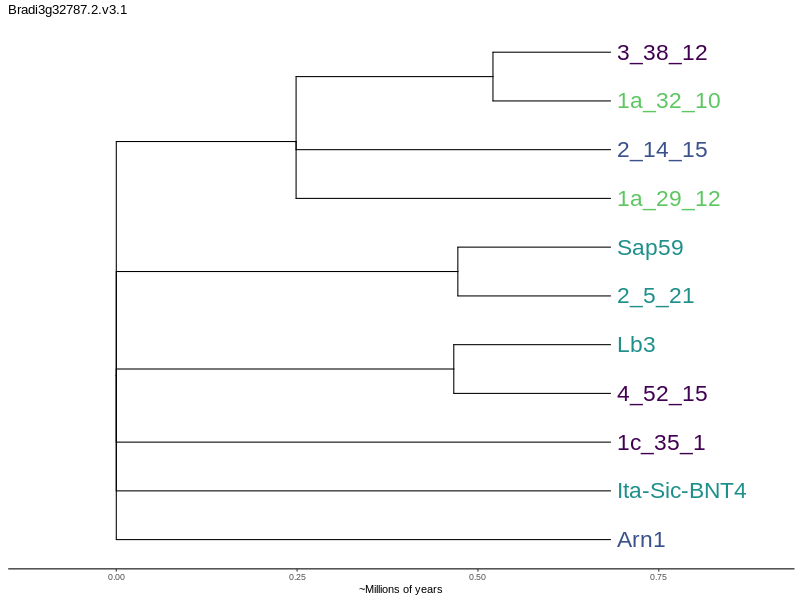 Bradi3g32787.2.v3.1
3_38_12
1a_32_10
2_14_15
1a_29_12
Sap59
2_5_21
Lb3
4_52_15
1c_35_1
Ita-Sic-BNT4
Arn1
0.00 0.25 0.50 0.75
~Millions of years